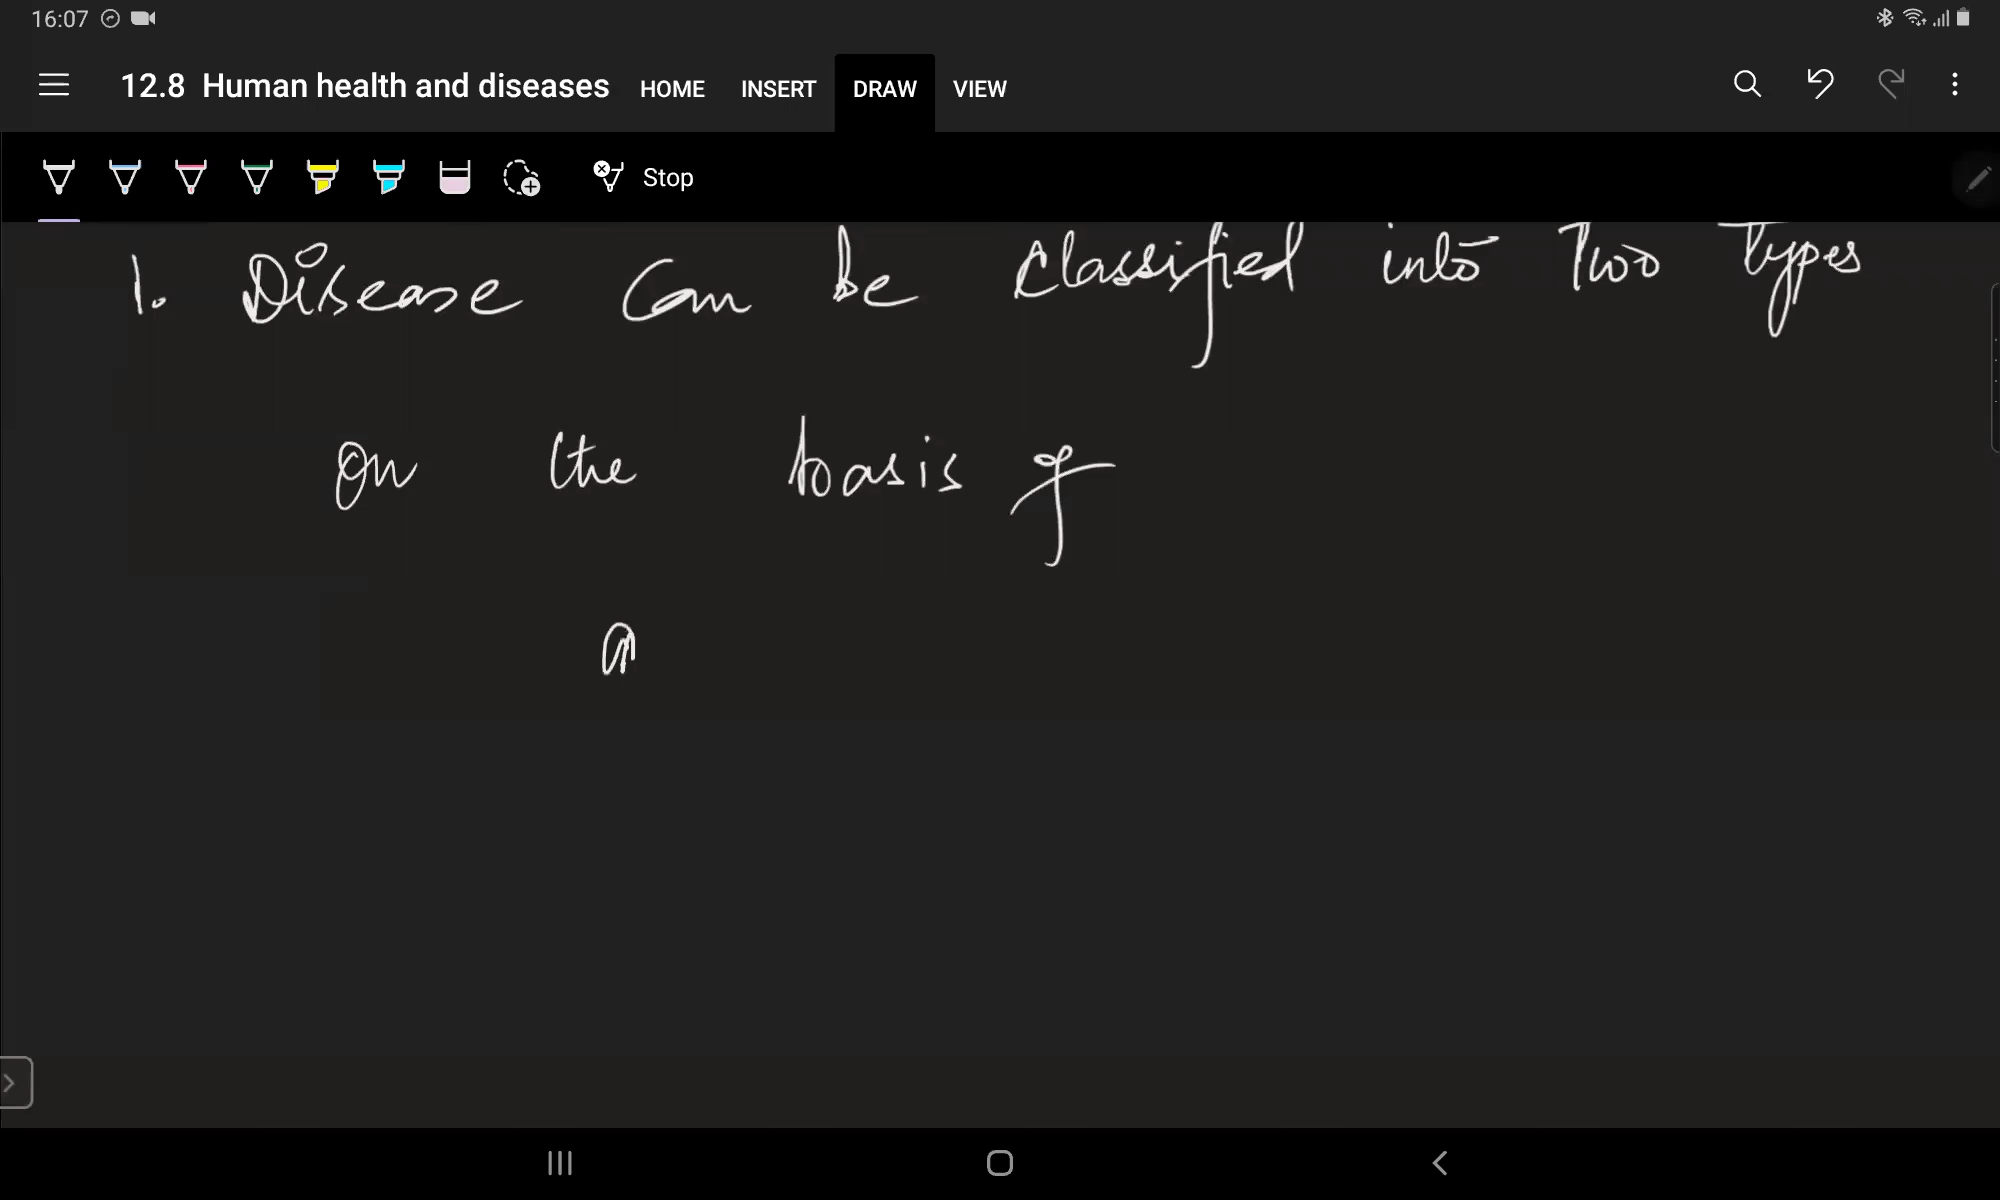 16:07
12.8 Human health and diseases HOME INSERT DRAW VIEW
Stop
1. Disease can be classified into Two Types
on the basis of